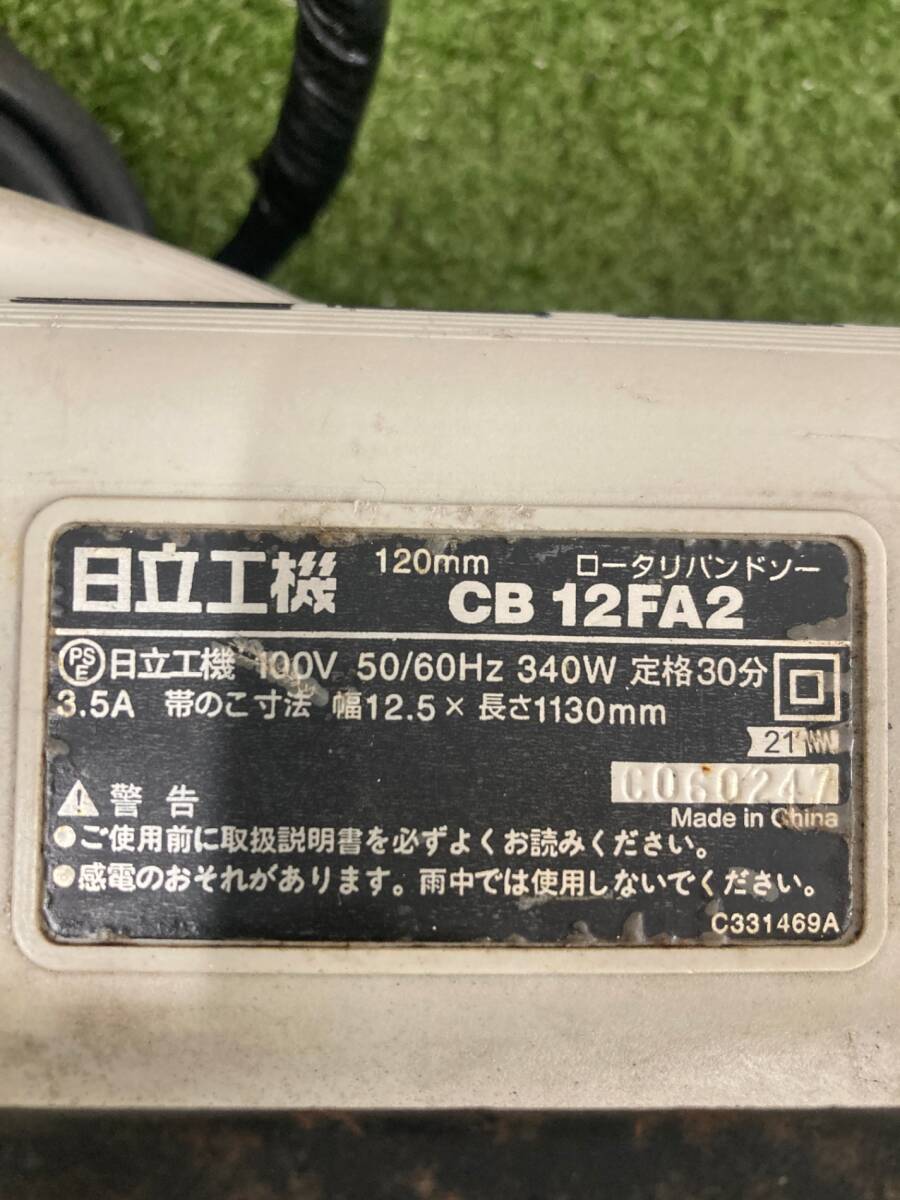 日立工機 120mm ロータリバンドソー
CB 12FA2
PSE 日立工機 100V 50/60Hz 340W 定格30分
3.5A 帯のこ寸法 幅12.5×長さ1130mm
21
C060247
Made in China
警告
●ご使用前に取扱説明書を必ずよくお読みください。
●感電のおそれがあります。雨中では使用しないでください。
C331469A